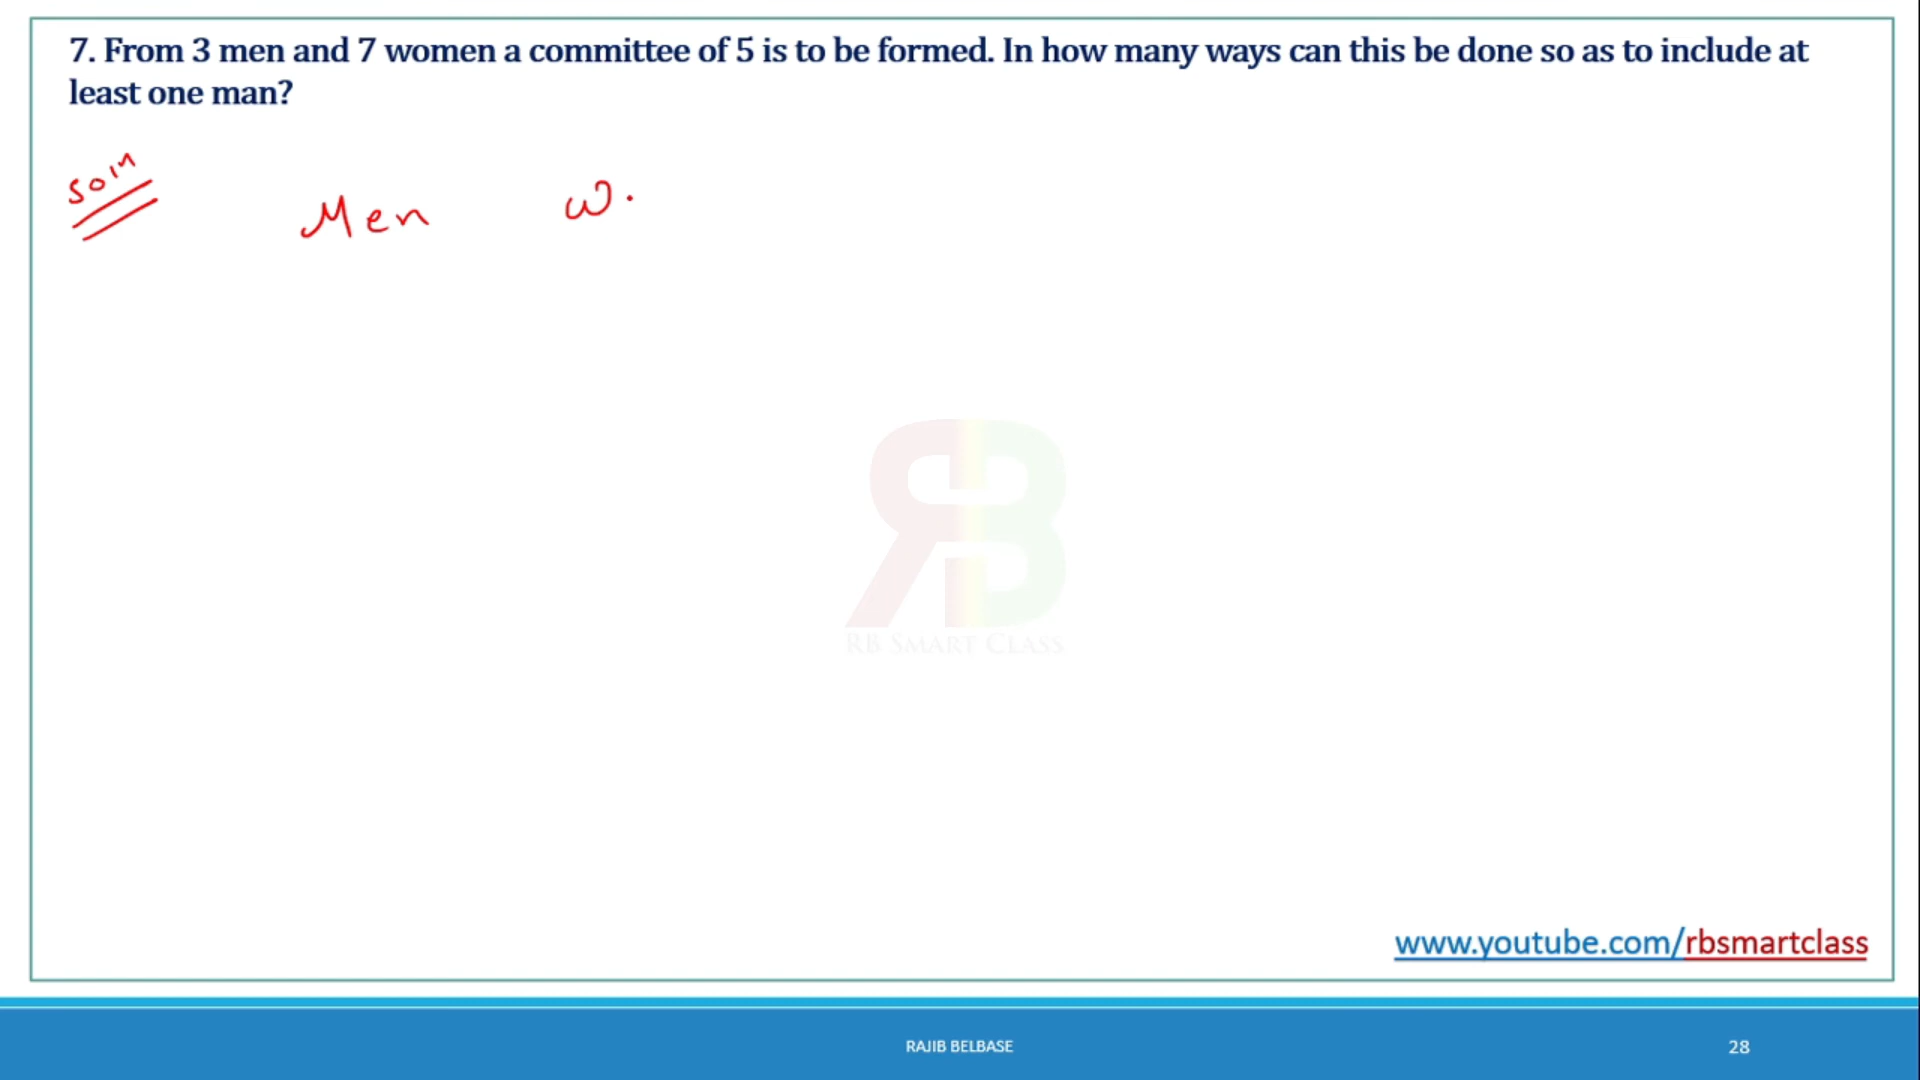 7. From 3 men and 7 women a committee of 5 is to be formed. In how many ways can this be done so as to include at
least one man?
soln
Men w.
RB SMART CLASS
www.youtube.com/rbsmartclass
RAJIB BELBASE 28